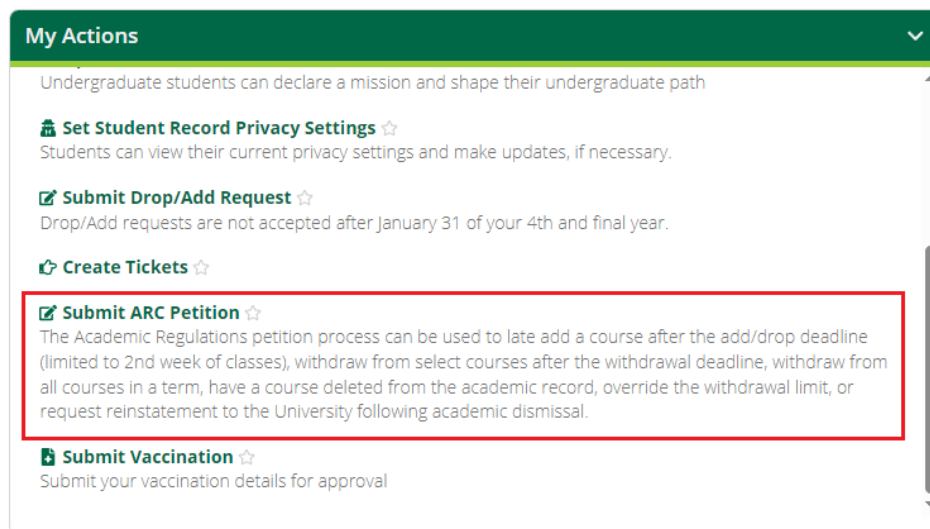 My Actions
Undergraduate students can declare a mission and shape their undergraduate path
Set Student Record Privacy Settings
Students can view their current privacy settings and make updates, if necessary.
Submit Drop/Add Request
Drop/Add requests are not accepted after January 31 of your 4th and final year.
Create Tickets
Submit ARC Petition
The Academic Regulations petition process can be used to late add a course after the add/drop deadline
(limited to 2nd week of classes), withdraw from select courses after the withdrawal deadline, withdraw from
all courses in a term, have a course deleted from the academic record, override the withdrawal limit, or
request reinstatement to the University following academic dismissal.
Submit Vaccination
Submit your vaccination details for approval